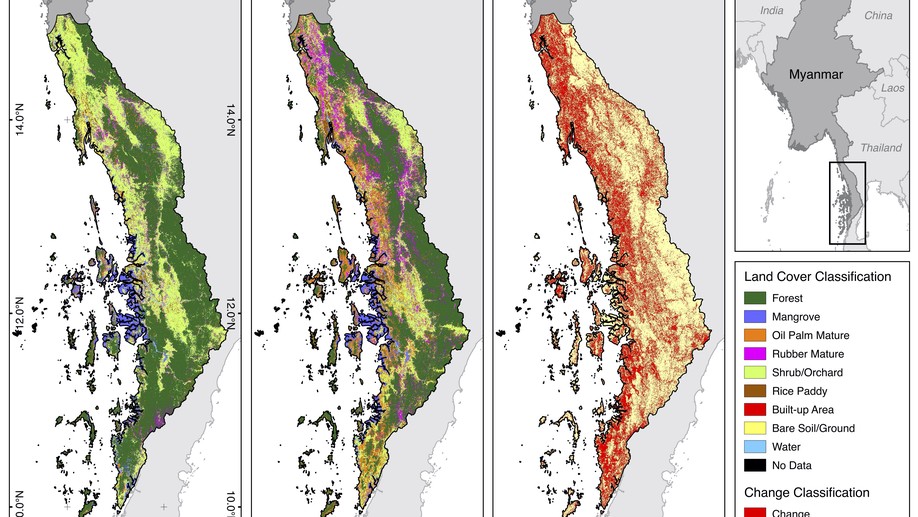 14.0°N
12.0°N
0.0°N
14.0°N
12.0°N
10.0°N
India
China
Myanmar
Laos
Thailand
Land Cover Classification
Forest
Mangrove
Oil Palm Mature
Rubber Mature
Shrub/Orchard
Rice Paddy
Built-up Area
Bare Soil/Ground
Water
No Data
Change Classification
Change